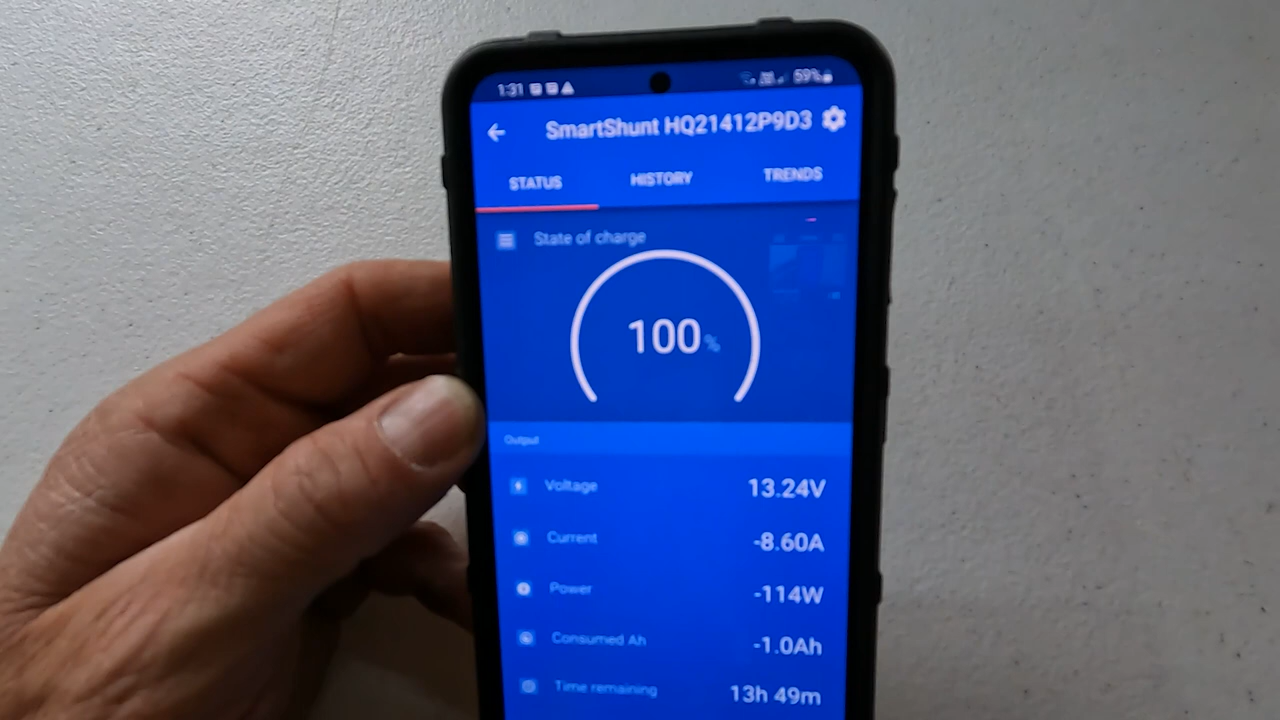 1:31 59%
SmartShunt HQ21412P9D3
STATUS HISTORY TRENDS
State of charge
100 %
Output
Voltage 13.24V
Current -8.60A
Power -114W
Consumed Ah -1.0Ah
Time remaining 13h 49m